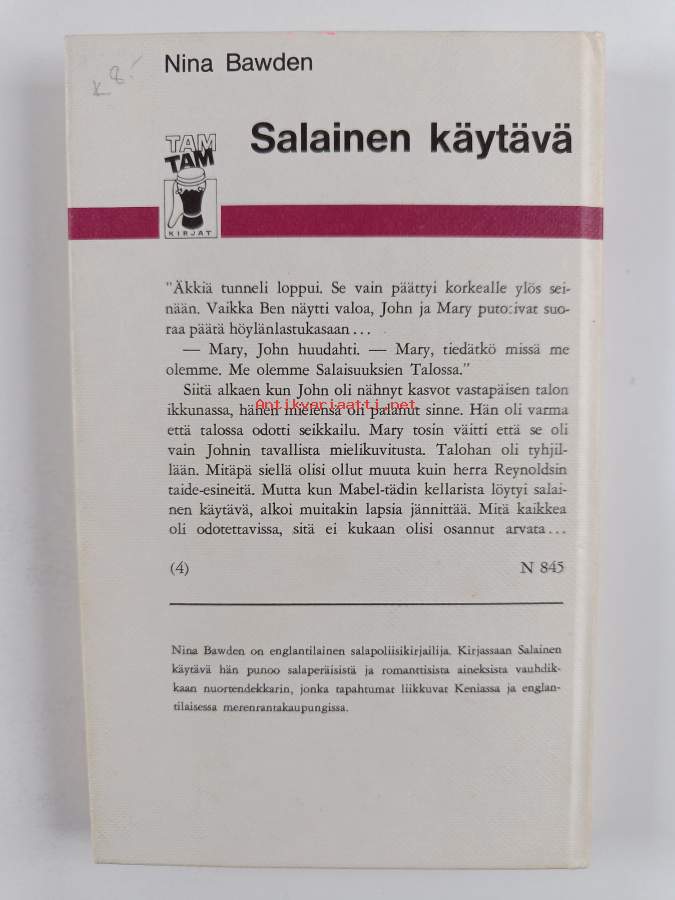 K 8:-
Nina Bawden
TAM
TAM
KIRJAT
Salainen käytävä
"Äkkiä tunneli loppui. Se vain päättyi korkealle ylös sei-
nään. Vaikka Ben näytti valoa, John ja Mary putosivat suo-
raa päätä höylänlastukasaan...
— Mary, John huudahti. — Mary, tiedätkö missä me
olemme. Me olemme Salaisuuksien Talossa."
Siitä alkaen kun John oli nähnyt kasvot vastapäisen talon
ikkunassa, hänen mielensä oli palanut sinne. Hän oli varma
Antikvariaatti.net
että talossa odotti seikkailu. Mary tosin väitti että se oli
vain Johnin tavallista mielikuvitusta. Talohan oli tyhjil-
lään. Mitäpä siellä olisi ollut muuta kuin herra Reynoldsin
taide-esineitä. Mutta kun Mabel-tädin kellarista löytyi salai-
nen käytävä, alkoi muitakin lapsia jännittää. Mitä kaikkea
oli odotettavissa, sitä ei kukaan olisi osannut arvata...
(4) N 845
Nina Bawden on englantilainen salapoliisikirjailija. Kirjassaan Salainen
käytävä hän punoo salaperäisistä ja romanttisista aineksista vauhdik-
kaan nuortendekkarin, jonka tapahtumat liikkuvat Keniassa ja englan-
tilaisessa merenrantakaupungissa.